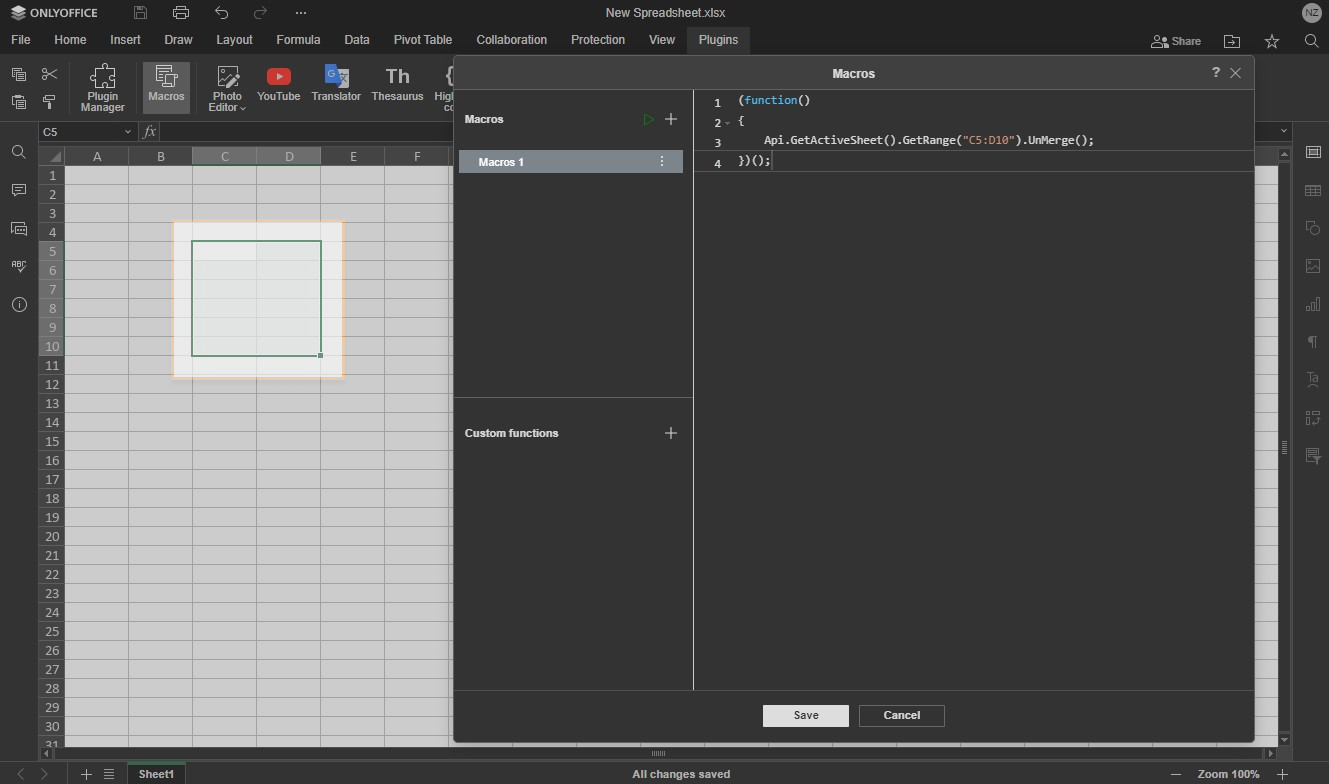 ONLYOFFICE
New Spreadsheet.xlsx
NZ
File Home Insert Draw Layout Formula Data Pivot Table Collaboration Protection View Plugins
Share
Plugin Manager
Macros
Photo Editor
YouTube
Translator
Th
Thesaurus
C5
fx
A B C D E F
1
2
3
4
5
6
7
8
9
10
11
12
13
14
15
16
17
18
19
20
21
22
23
24
25
26
27
28
29
30
31
Macros
?
Macros
Macros 1
Custom functions
1 (function()
2 {
3 Api.GetActiveSheet().GetRange("C5:D10").UnMerge();
4 })();
Save
Cancel
Sheet1
All changes saved
Zoom 100%